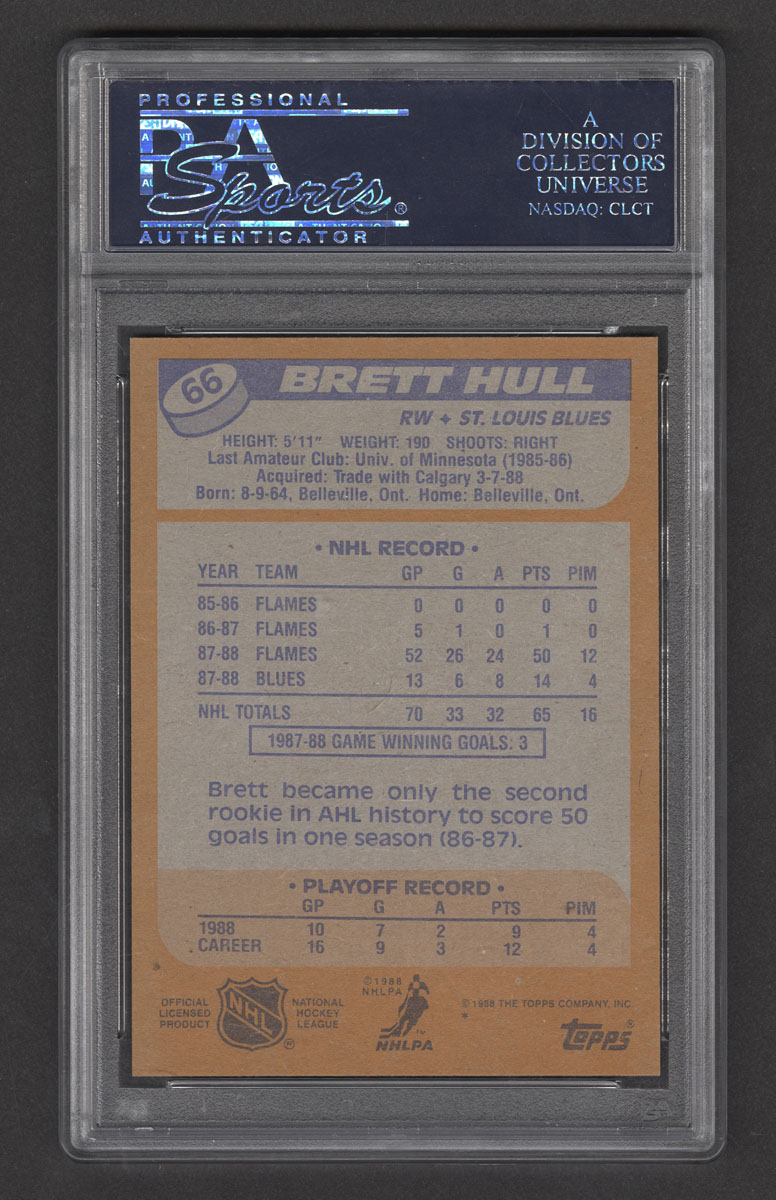 PROFESSIONAL
PSA
Sports®
AUTHENTICATOR
A
DIVISION OF
COLLECTORS
UNIVERSE
NASDAQ: CLCT
66
BRETT HULL
RW ✦ ST. LOUIS BLUES
HEIGHT: 5'11" WEIGHT: 190 SHOOTS: RIGHT
Last Amateur Club: Univ. of Minnesota (1985-86)
Acquired: Trade with Calgary 3-7-88
Born: 8-9-64, Belleville, Ont. Home: Belleville, Ont.
• NHL RECORD •
YEAR TEAM GP G A PTS PIM
85-86 FLAMES 0 0 0 0 0
86-87 FLAMES 5 1 0 1 0
87-88 FLAMES 52 26 24 50 12
87-88 BLUES 13 6 8 14 4
NHL TOTALS 70 33 32 65 16
1987-88 GAME WINNING GOALS: 3
Brett became only the second
rookie in AHL history to score 50
goals in one season (86-87).
• PLAYOFF RECORD •
GP G A PTS PIM
1988 10 7 2 9 4
CAREER 16 9 3 12 4
OFFICIAL
LICENSED
PRODUCT
NHL
®
NATIONAL
HOCKEY
LEAGUE
©1988
NHLPA
™
NHLPA
© 1988 THE TOPPS COMPANY, INC.
*
Topps®